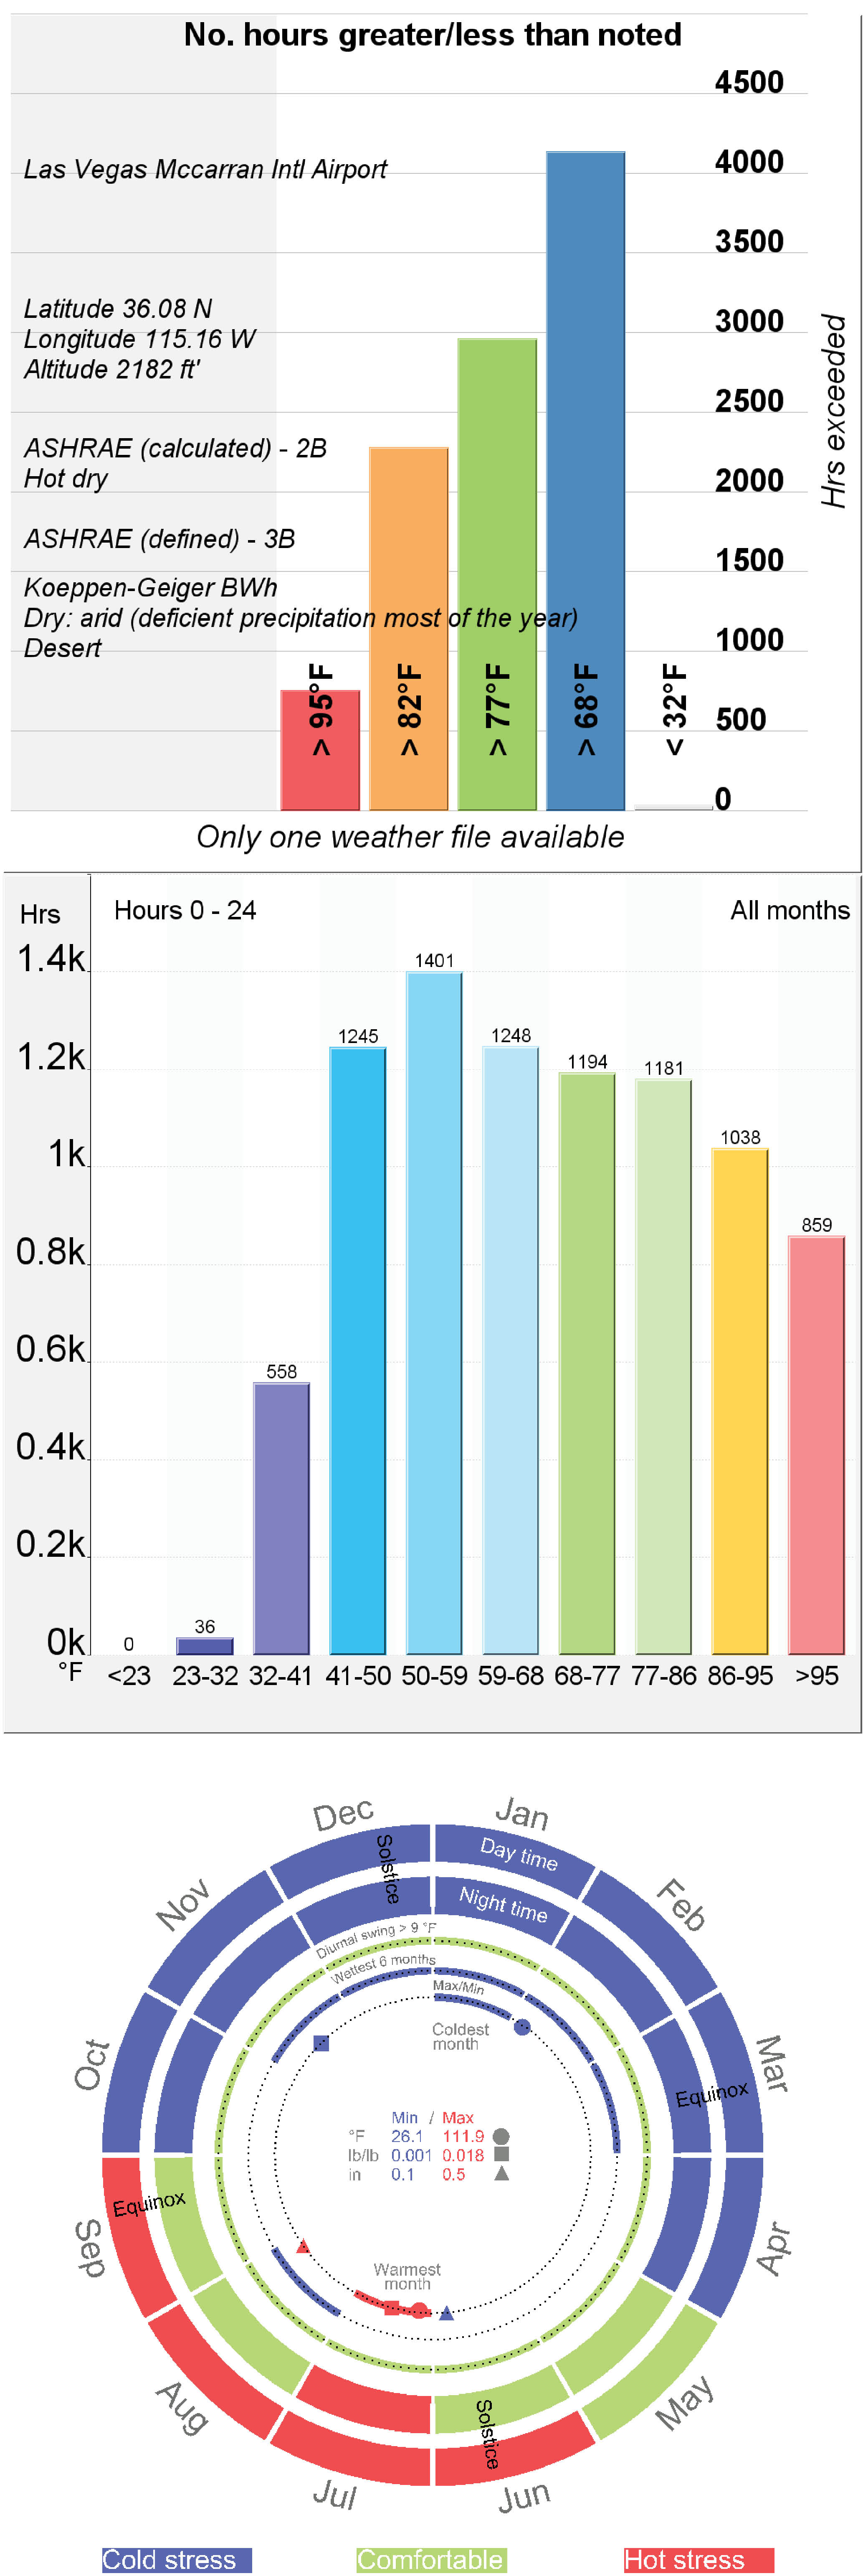 No. hours greater/less than noted
4500
Las Vegas Mccarran Intl Airport
4000
3500
Latitude 36.08 N
3000
Longitude 115.16 W
Altitude 2182 ft'
2500
Hrs exceeded
ASHRAE (calculated) - 2B
Hot dry
2000
ASHRAE (defined) - 3B
1500
Koeppen-Geiger BWh
Dry: arid (deficient precipitation most of the year)
Desert
1000
> 95°F
> 82°F
> 77°F
> 68°F
< 32°F
500
0
Only one weather file available
Hrs
Hours 0 - 24
All months
1.4k
1401
1245
1248
1.2k
1194
1181
1k
1038
0.8k
859
0.6k
558
0.4k
0.2k
0k
0
36
°F
<23 23-32 32-41 41-50 50-59 59-68 68-77 77-86 86-95 >95
Dec
Jan
Solstice
Day time
Nov
Feb
Night time
Diurnal swing > 9 °F
Wettest 6 months
Max/Min
Coldest
month
Oct
Mar
Equinox
Min / Max
°F 26.1 111.9
lb/lb 0.001 0.018
in 0.1 0.5
Equinox
Sep
Apr
Warmest
month
Aug
May
Solstice
Jul
Jun
Cold stress
Comfortable
Hot stress